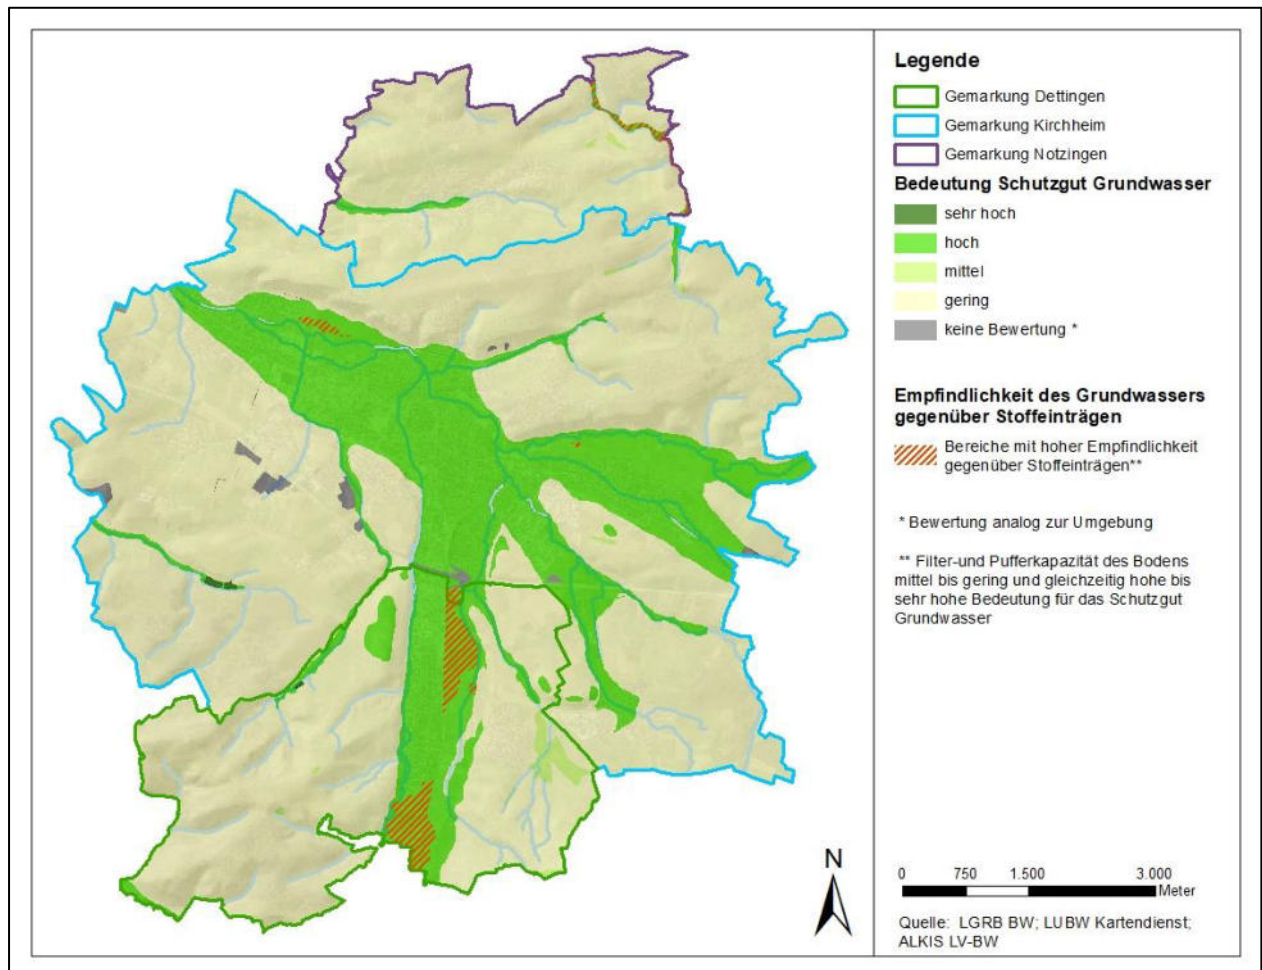 Legende
Gemarkung Dettingen
Gemarkung Kirchheim
Gemarkung Notzingen
Bedeutung Schutzgut Grundwasser
sehr hoch
hoch
mittel
gering
keine Bewertung *
Empfindlichkeit des Grundwassers
gegenüber Stoffeinträgen
Bereiche mit hoher Empfindlichkeit
gegenüber Stoffeinträgen**
* Bewertung analog zur Umgebung
** Filter-und Pufferkapazität des Bodens
mittel bis gering und gleichzeitig hohe bis
sehr hohe Bedeutung für das Schutzgut
Grundwasser
N
0 750 1.500 3.000
Meter
Quelle: LGRB BW; LUBW Kartendienst;
ALKIS LV-BW